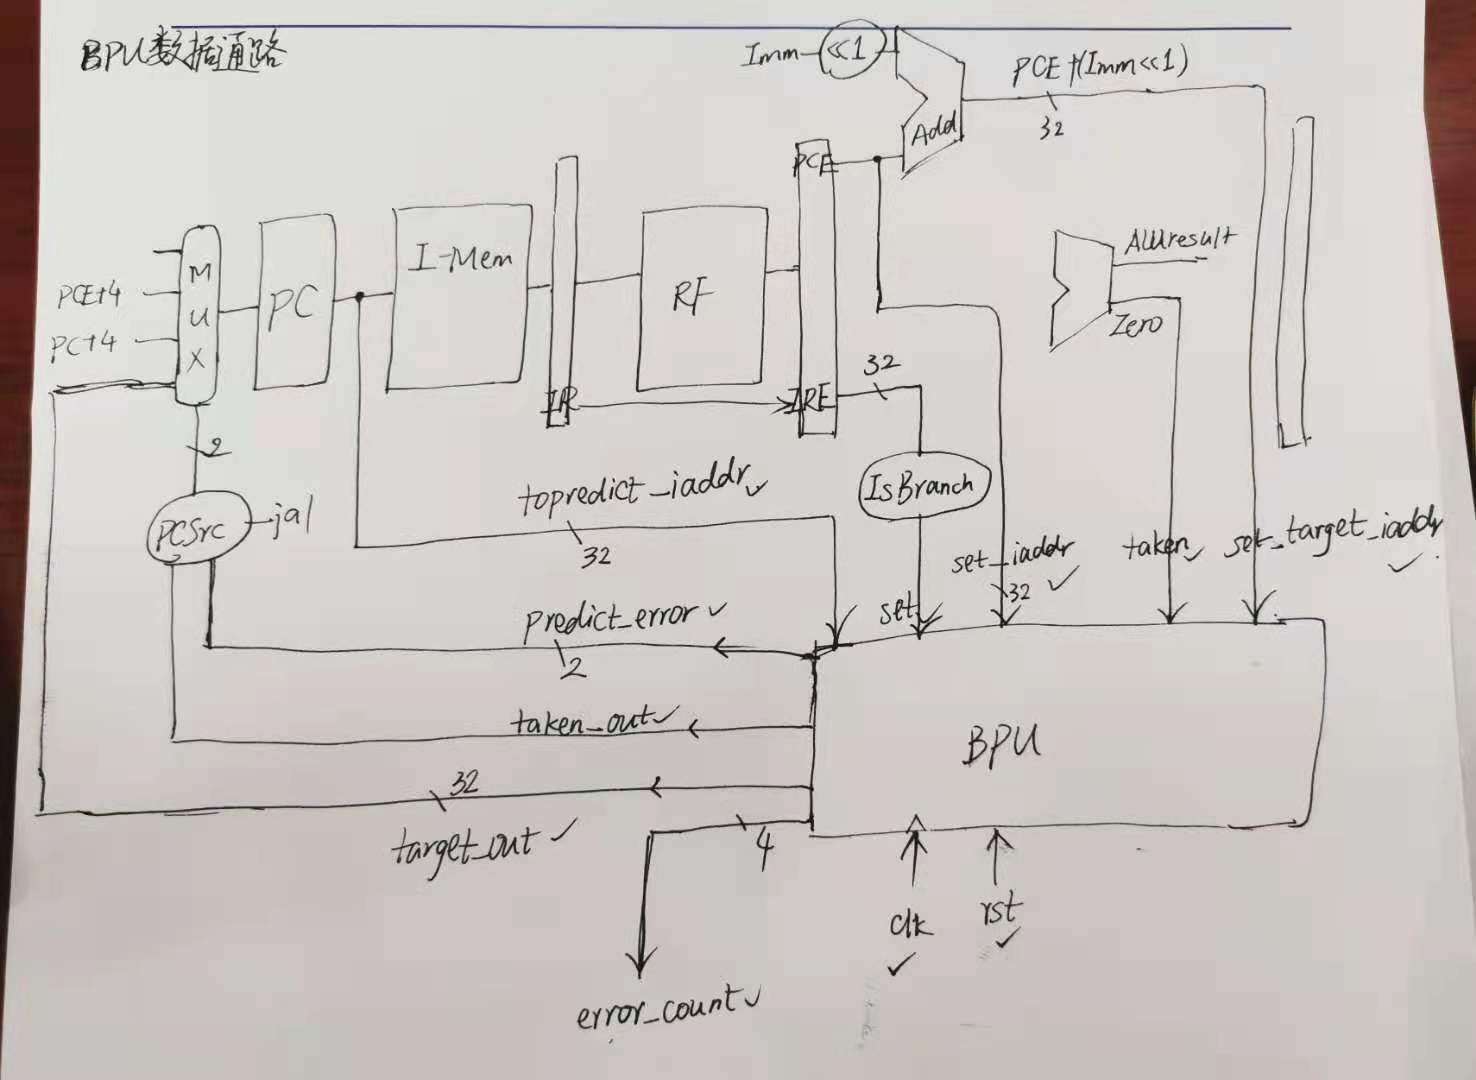 BPU数据通路
Imm
<<1
PCE+(Imm<<1)
32
Add
PCE
MUX
PCE+4
PC+4
PC
I-Mem
RF
ALUresult
Zero
IR
IRE
32
2
PCSrc
jal
topredict_iaddr
32
IsBranch
set_iaddr
32
taken
set_target_iaddr
set
predict_error
2
taken_out
BPU
32
target_out
4
clk
rst
error_count